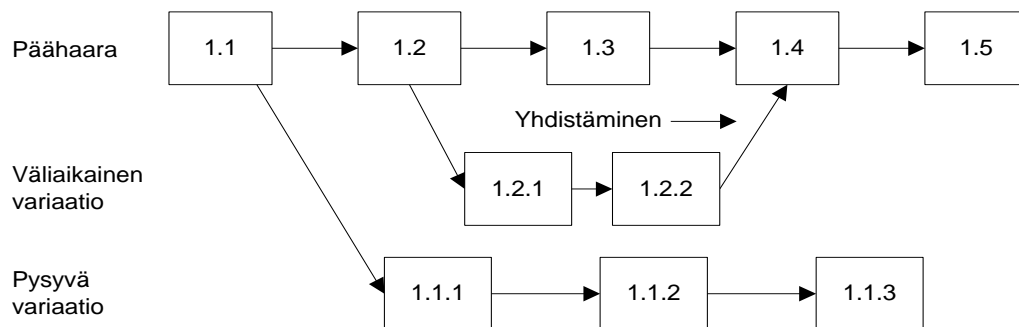 Päähaara
1.1
1.2
1.3
1.4
1.5
Yhdistäminen
Väliaikainen
variaatio
1.2.1
1.2.2
Pysyvä
variaatio
1.1.1
1.1.2
1.1.3